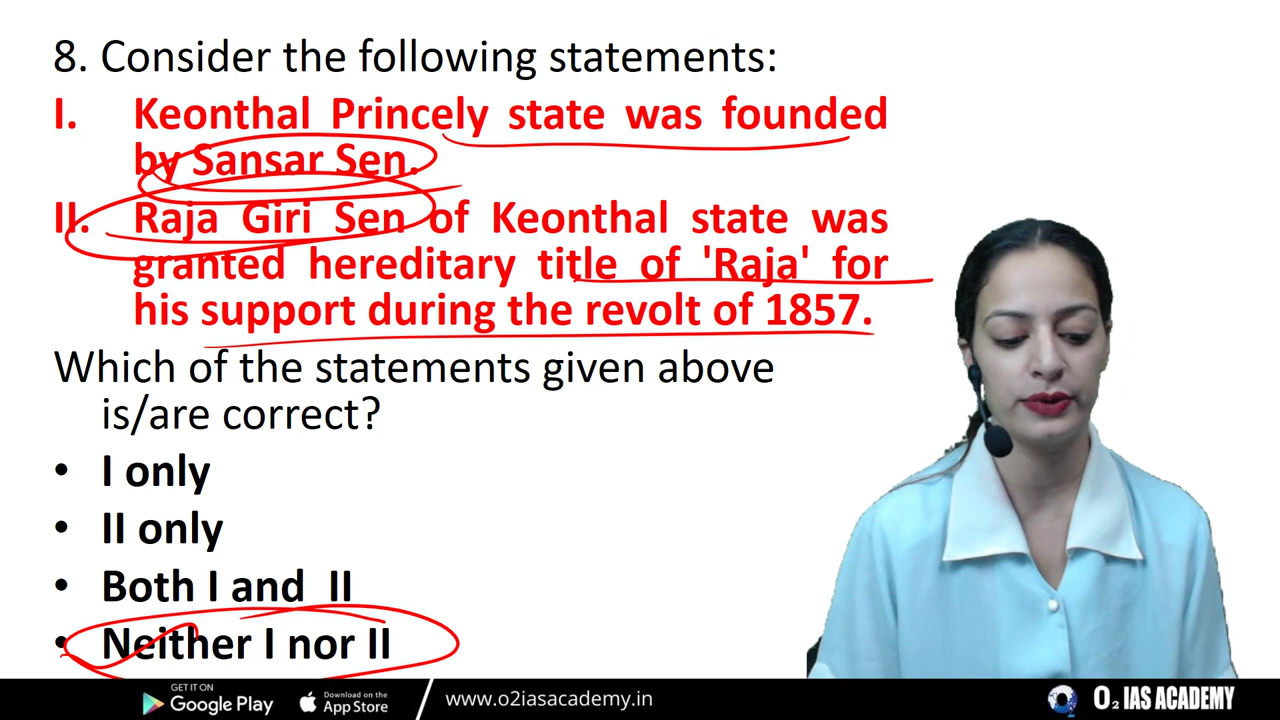 8. Consider the following statements:
I. Keonthal Princely state was founded
by Sansar Sen.
II. Raja Giri Sen of Keonthal state was
granted hereditary title of 'Raja' for
his support during the revolt of 1857.
Which of the statements given above
is/are correct?
• I only
• II only
• Both I and II
• Neither I nor II
GET IT ON
Google Play
Download on the
App Store
www.o2iasacademy.in
O₂ IAS ACADEMY